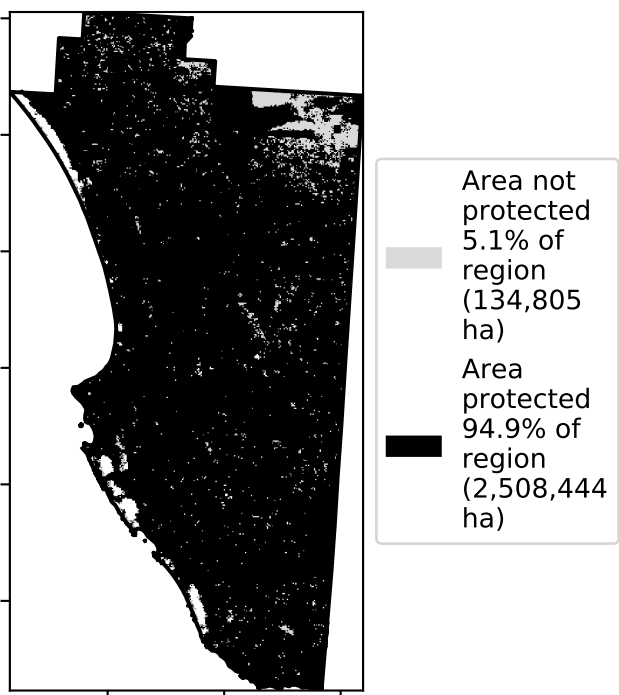 Area not
protected
5.1% of
region
(134,805
ha)
Area
protected
94.9% of
region
(2,508,444
ha)